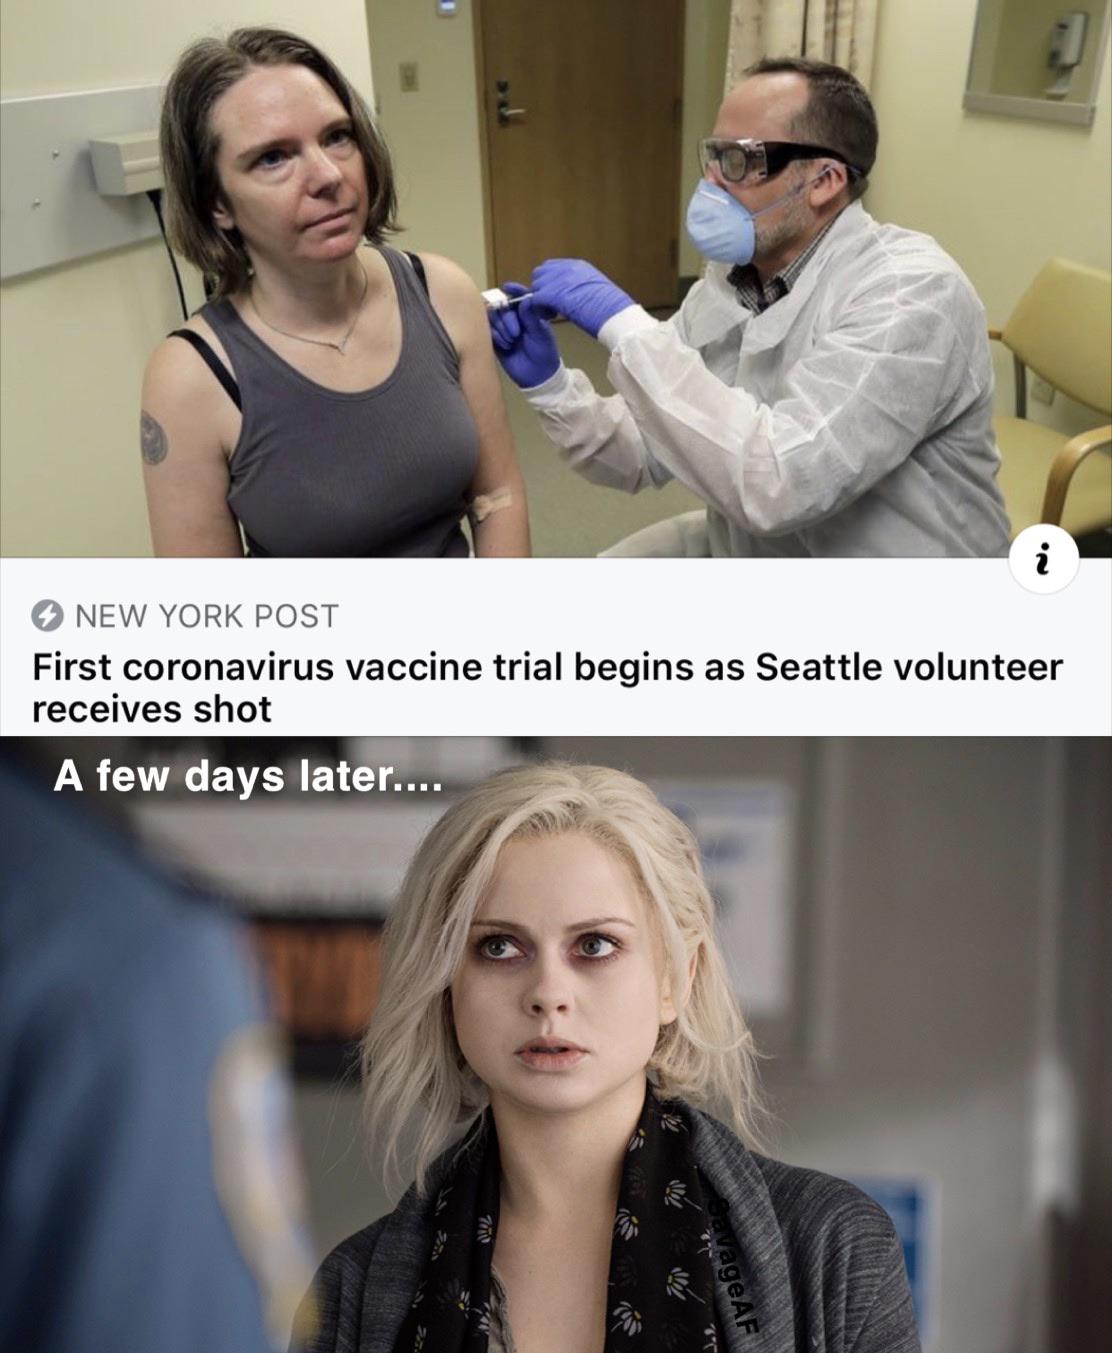 NEW YORK POST
First coronavirus vaccine trial begins as Seattle volunteer
receives shot
A few days later....
SavageAF